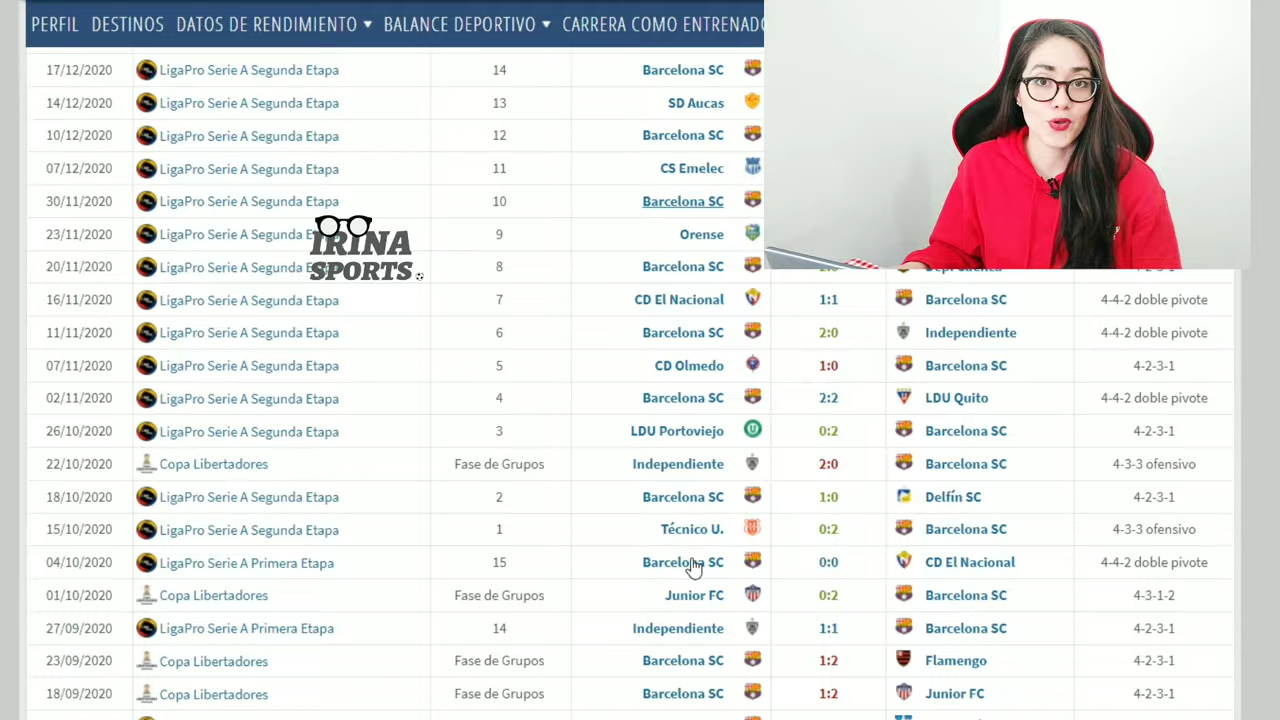 PERFIL DESTINOS DATOS DE RENDIMIENTO BALANCE DEPORTIVO CARRERA COMO ENTRENADO
17/12/2020 LigaPro Serie A Segunda Etapa 14 Barcelona SC
14/12/2020 LigaPro Serie A Segunda Etapa 13 SD Aucas
10/12/2020 LigaPro Serie A Segunda Etapa 12 Barcelona SC
07/12/2020 LigaPro Serie A Segunda Etapa 11 CS Emelec
30/11/2020 LigaPro Serie A Segunda Etapa 10 Barcelona SC
23/11/2020 LigaPro Serie A Segunda 9 Orense
IRINA
SPORTS
20/11/2020 LigaPro Serie A Segunda 8 Barcelona SC
16/11/2020 LigaPro Serie A Segunda Etapa 7 CD El Nacional 1:1 Barcelona SC 4-4-2 doble pivote
11/11/2020 LigaPro Serie A Segunda Etapa 6 Barcelona SC 2:0 Independiente 4-4-2 doble pivote
07/11/2020 LigaPro Serie A Segunda Etapa 5 CD Olmedo 1:0 Barcelona SC 4-2-3-1
02/11/2020 LigaPro Serie A Segunda Etapa 4 Barcelona SC 2:2 LDU Quito 4-4-2 doble pivote
/10/2020 LigaPro Serie A Segunda Etapa 3 LDU Portoviejo 0:2 Barcelona SC 4-2-3-1
22/10/2020 Copa Libertadores Fase de Grupos Independiente 2:0 Barcelona SC 4-3-3 ofensivo
18/10/2020 LigaPro Serie A Segunda Etapa 2 Barcelona SC 1:0 Delfín SC 4-2-3-1
15/10/2020 LigaPro Serie A Segunda Etapa 1 Técnico U. 0:2 Barcelona SC 4-3-3 ofensivo
04/10/2020 LigaPro Serie A Primera Etapa 15 Barcelona SC 0:0 CD El Nacional 4-4-2 doble pivote
01/10/2020 Copa Libertadores Fase de Grupos Junior FC 0:2 Barcelona SC 4-3-1-2
27/09/2020 LigaPro Serie A Primera Etapa 14 Independiente 1:1 Barcelona SC 4-2-3-1
23/09/2020 Copa Libertadores Fase de Grupos Barcelona SC 1:2 Flamengo 4-2-3-1
18/09/2020 Copa Libertadores Fase de Grupos Barcelona SC 1:2 Junior FC 4-2-3-1